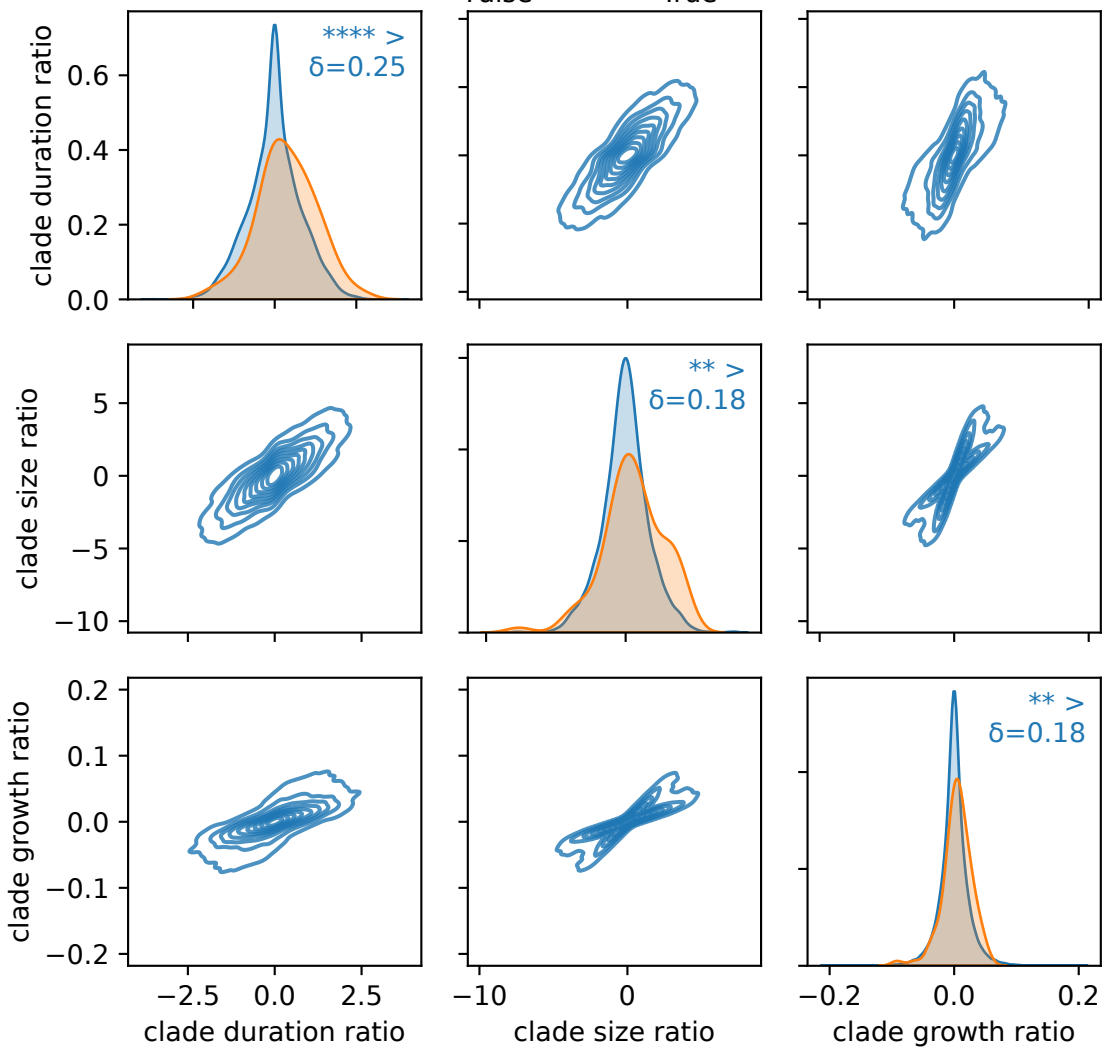 **** >
δ=0.25
clade duration ratio
0.6
0.4
0.2
0.0
** >
δ=0.18
clade size ratio
5
0
−5
−10
** >
δ=0.18
clade growth ratio
0.2
0.1
0.0
−0.1
−0.2
−2.5 0.0 2.5
−10 0
−0.2 0.0 0.2
clade duration ratio
clade size ratio
clade growth ratio